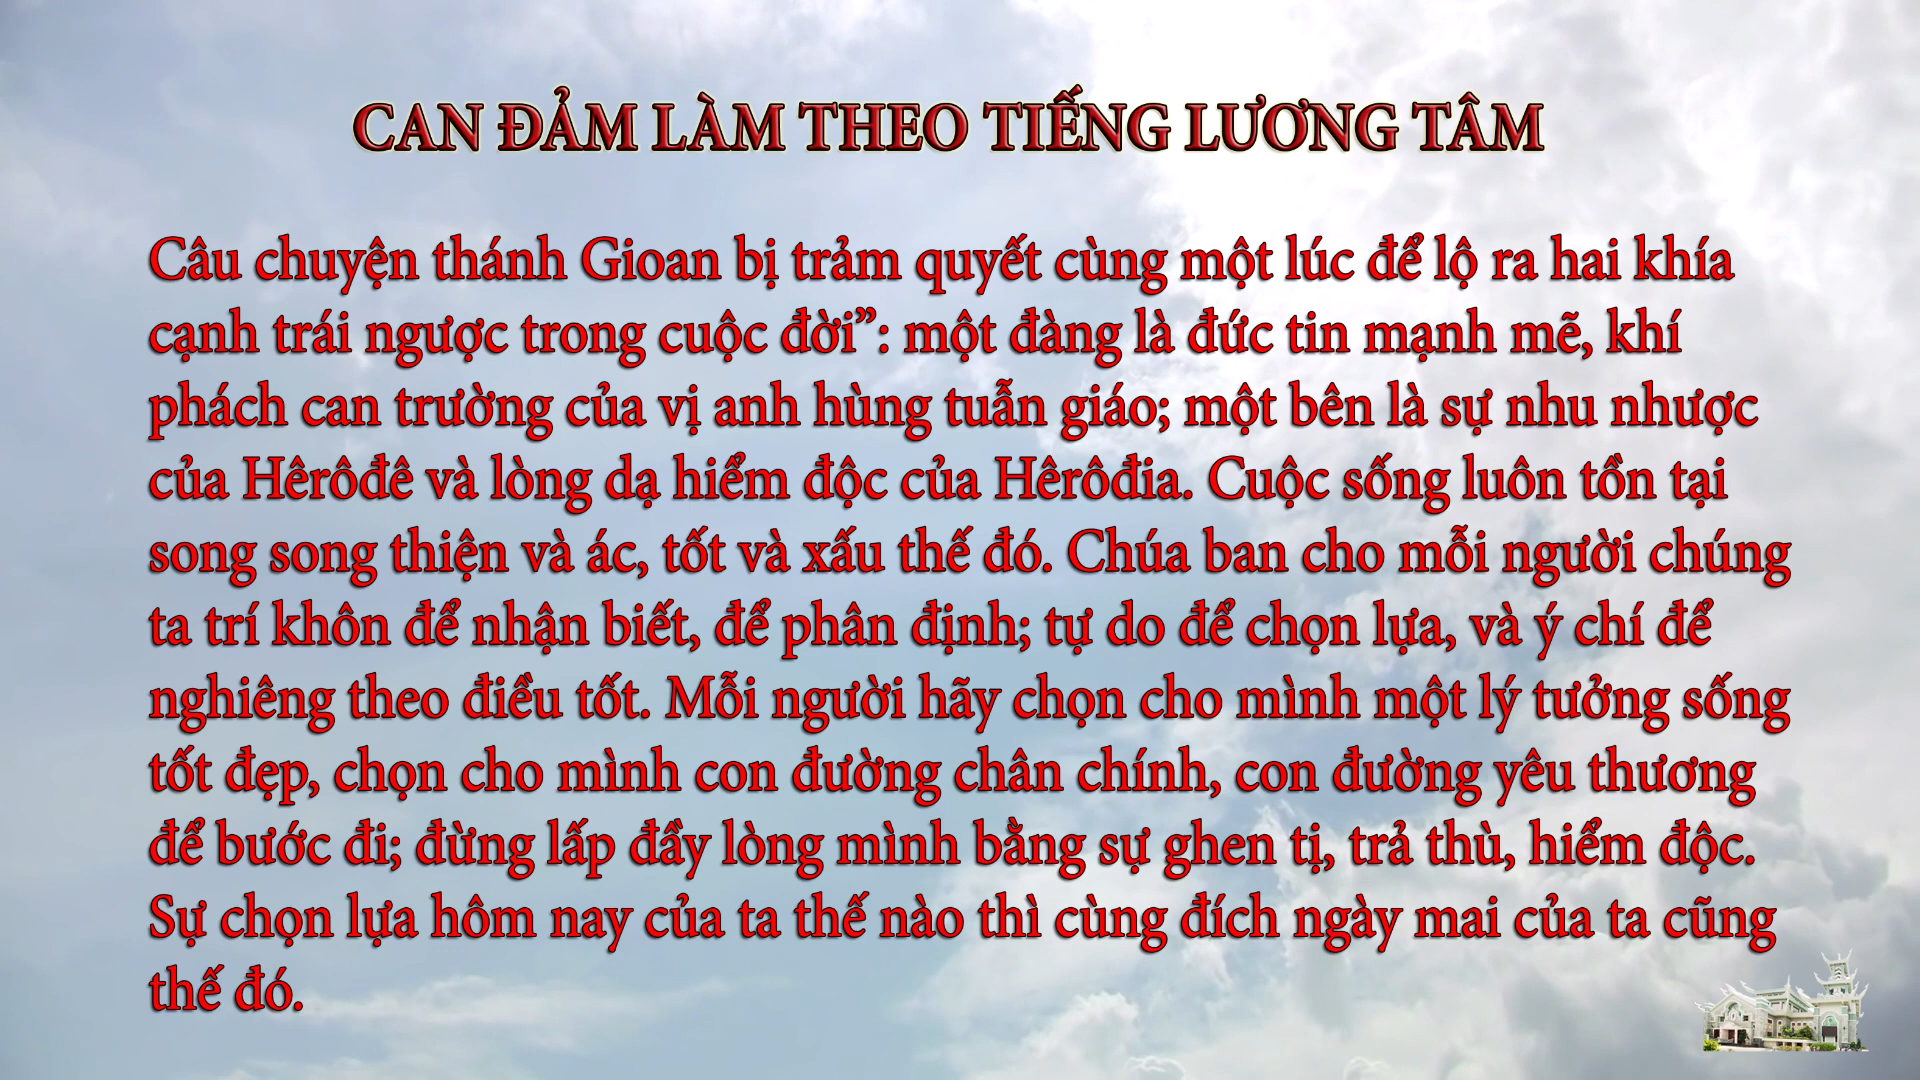 CAN ĐẢM LÀM THEO TIẾNG LƯƠNG TÂM
Câu chuyện thánh Gioan bị trảm quyết cùng một lúc để lộ ra hai khía
cạnh trái ngược trong cuộc đời”: một đàng là đức tin mạnh mẽ, khí
phách can trường của vị anh hùng tuẫn giáo; một bên là sự nhu nhược
của Hêrôđê và lòng dạ hiểm độc của Hêrôđia. Cuộc sống luôn tồn tại
song song thiện và ác, tốt và xấu thế đó. Chúa ban cho mỗi người chúng
ta trí khôn để nhận biết, để phân định; tự do để chọn lựa, và ý chí để
nghiêng theo điều tốt. Mỗi người hãy chọn cho mình một lý tưởng sống
tốt đẹp, chọn cho mình con đường chân chính, con đường yêu thương
để bước đi; đừng lấp đầy lòng mình bằng sự ghen tị, trả thù, hiểm độc.
Sự chọn lựa hôm nay của ta thế nào thì cùng đích ngày mai của ta cũng
thế đó.